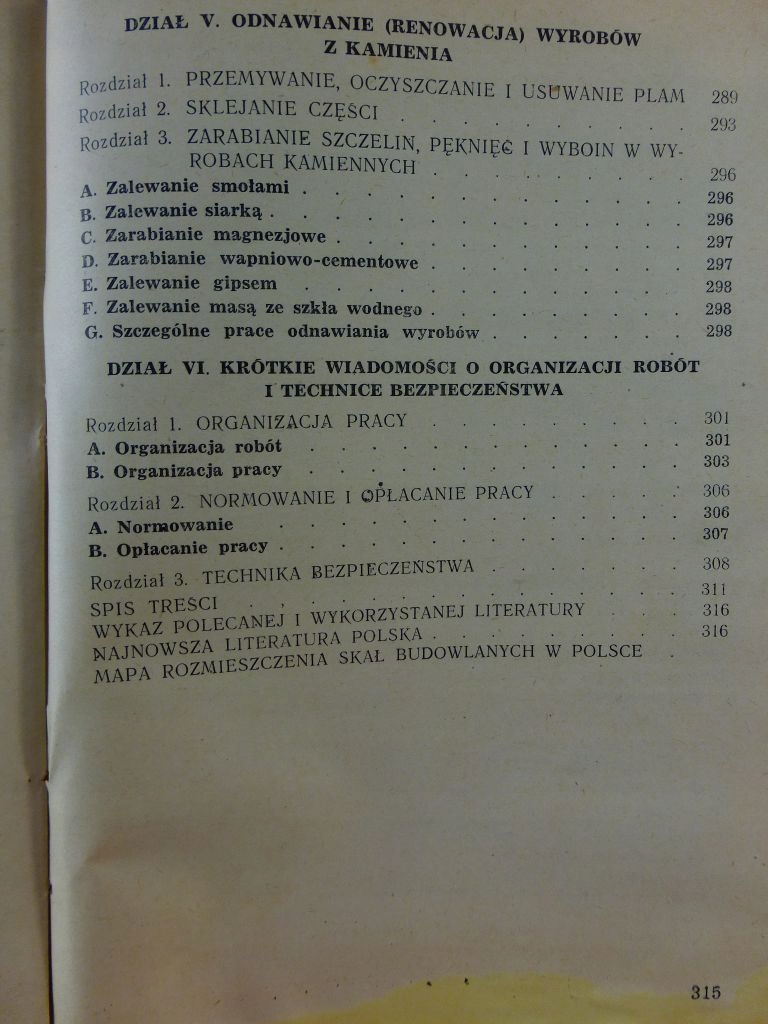 DZIAŁ V. ODNAWIANIE (RENOWACJA) WYROBÓW
Z KAMIENIA
Rozdział 1. PRZEMYWANIE, OCZYSZCZANIE I USUWANIE PLAM 289
Rozdział 2. SKLEJANIE CZĘŚCI . . . . . . . . . . 293
Rozdział 3. ZARABIANIE SZCZELIN, PĘKNIĘĆ I WYBOIN W WY-
ROBACH KAMIENNYCH . . . . . . . . . 296
A. Zalewanie smołami . . . . . . . . . . . . . 296
B. Zalewanie siarką . . . . . . . . . . . . . . 296
C. Zarabianie magnezjowe . . . . . . . . . . . . 297
D. Zarabianie wapniowo-cementowe . . . . . . . . . 297
E. Zalewanie gipsem . . . . . . . . . . . . . 298
F. Zalewanie masą ze szkła wodnego . . . . . . . . . 298
G. Szczególne prace odnawiania wyrobów . . . . . . . 298
DZIAŁ VI. KRÓTKIE WIADOMOŚCI O ORGANIZACJI ROBÓT
I TECHNICE BEZPIECZEŃSTWA
Rozdział 1. ORGANIZACJA PRACY . . . . . . . . . 301
A. Organizacja robót . . . . . . . . . . . . . 301
B. Organizacja pracy . . . . . . . . . . . . . 303
Rozdział 2. NORMOWANIE I OPŁACANIE PRACY . . . . . 306
A. Normowanie . . . . . . . . . . . . . . 306
B. Opłacanie pracy . . . . . . . . . . . . . . 307
Rozdział 3. TECHNIKA BEZPIECZEŃSTWA . . . . . . . 308
SPIS TREŚCI . . . . . . . . . . . . . . . 311
WYKAZ POLECANEJ I WYKORZYSTANEJ LITERATURY . . 316
NAJNOWSZA LITERATURA POLSKA . . . . . . . . . 316
MAPA ROZMIESZCZENIA SKAŁ BUDOWLANYCH W POLSCE .
315